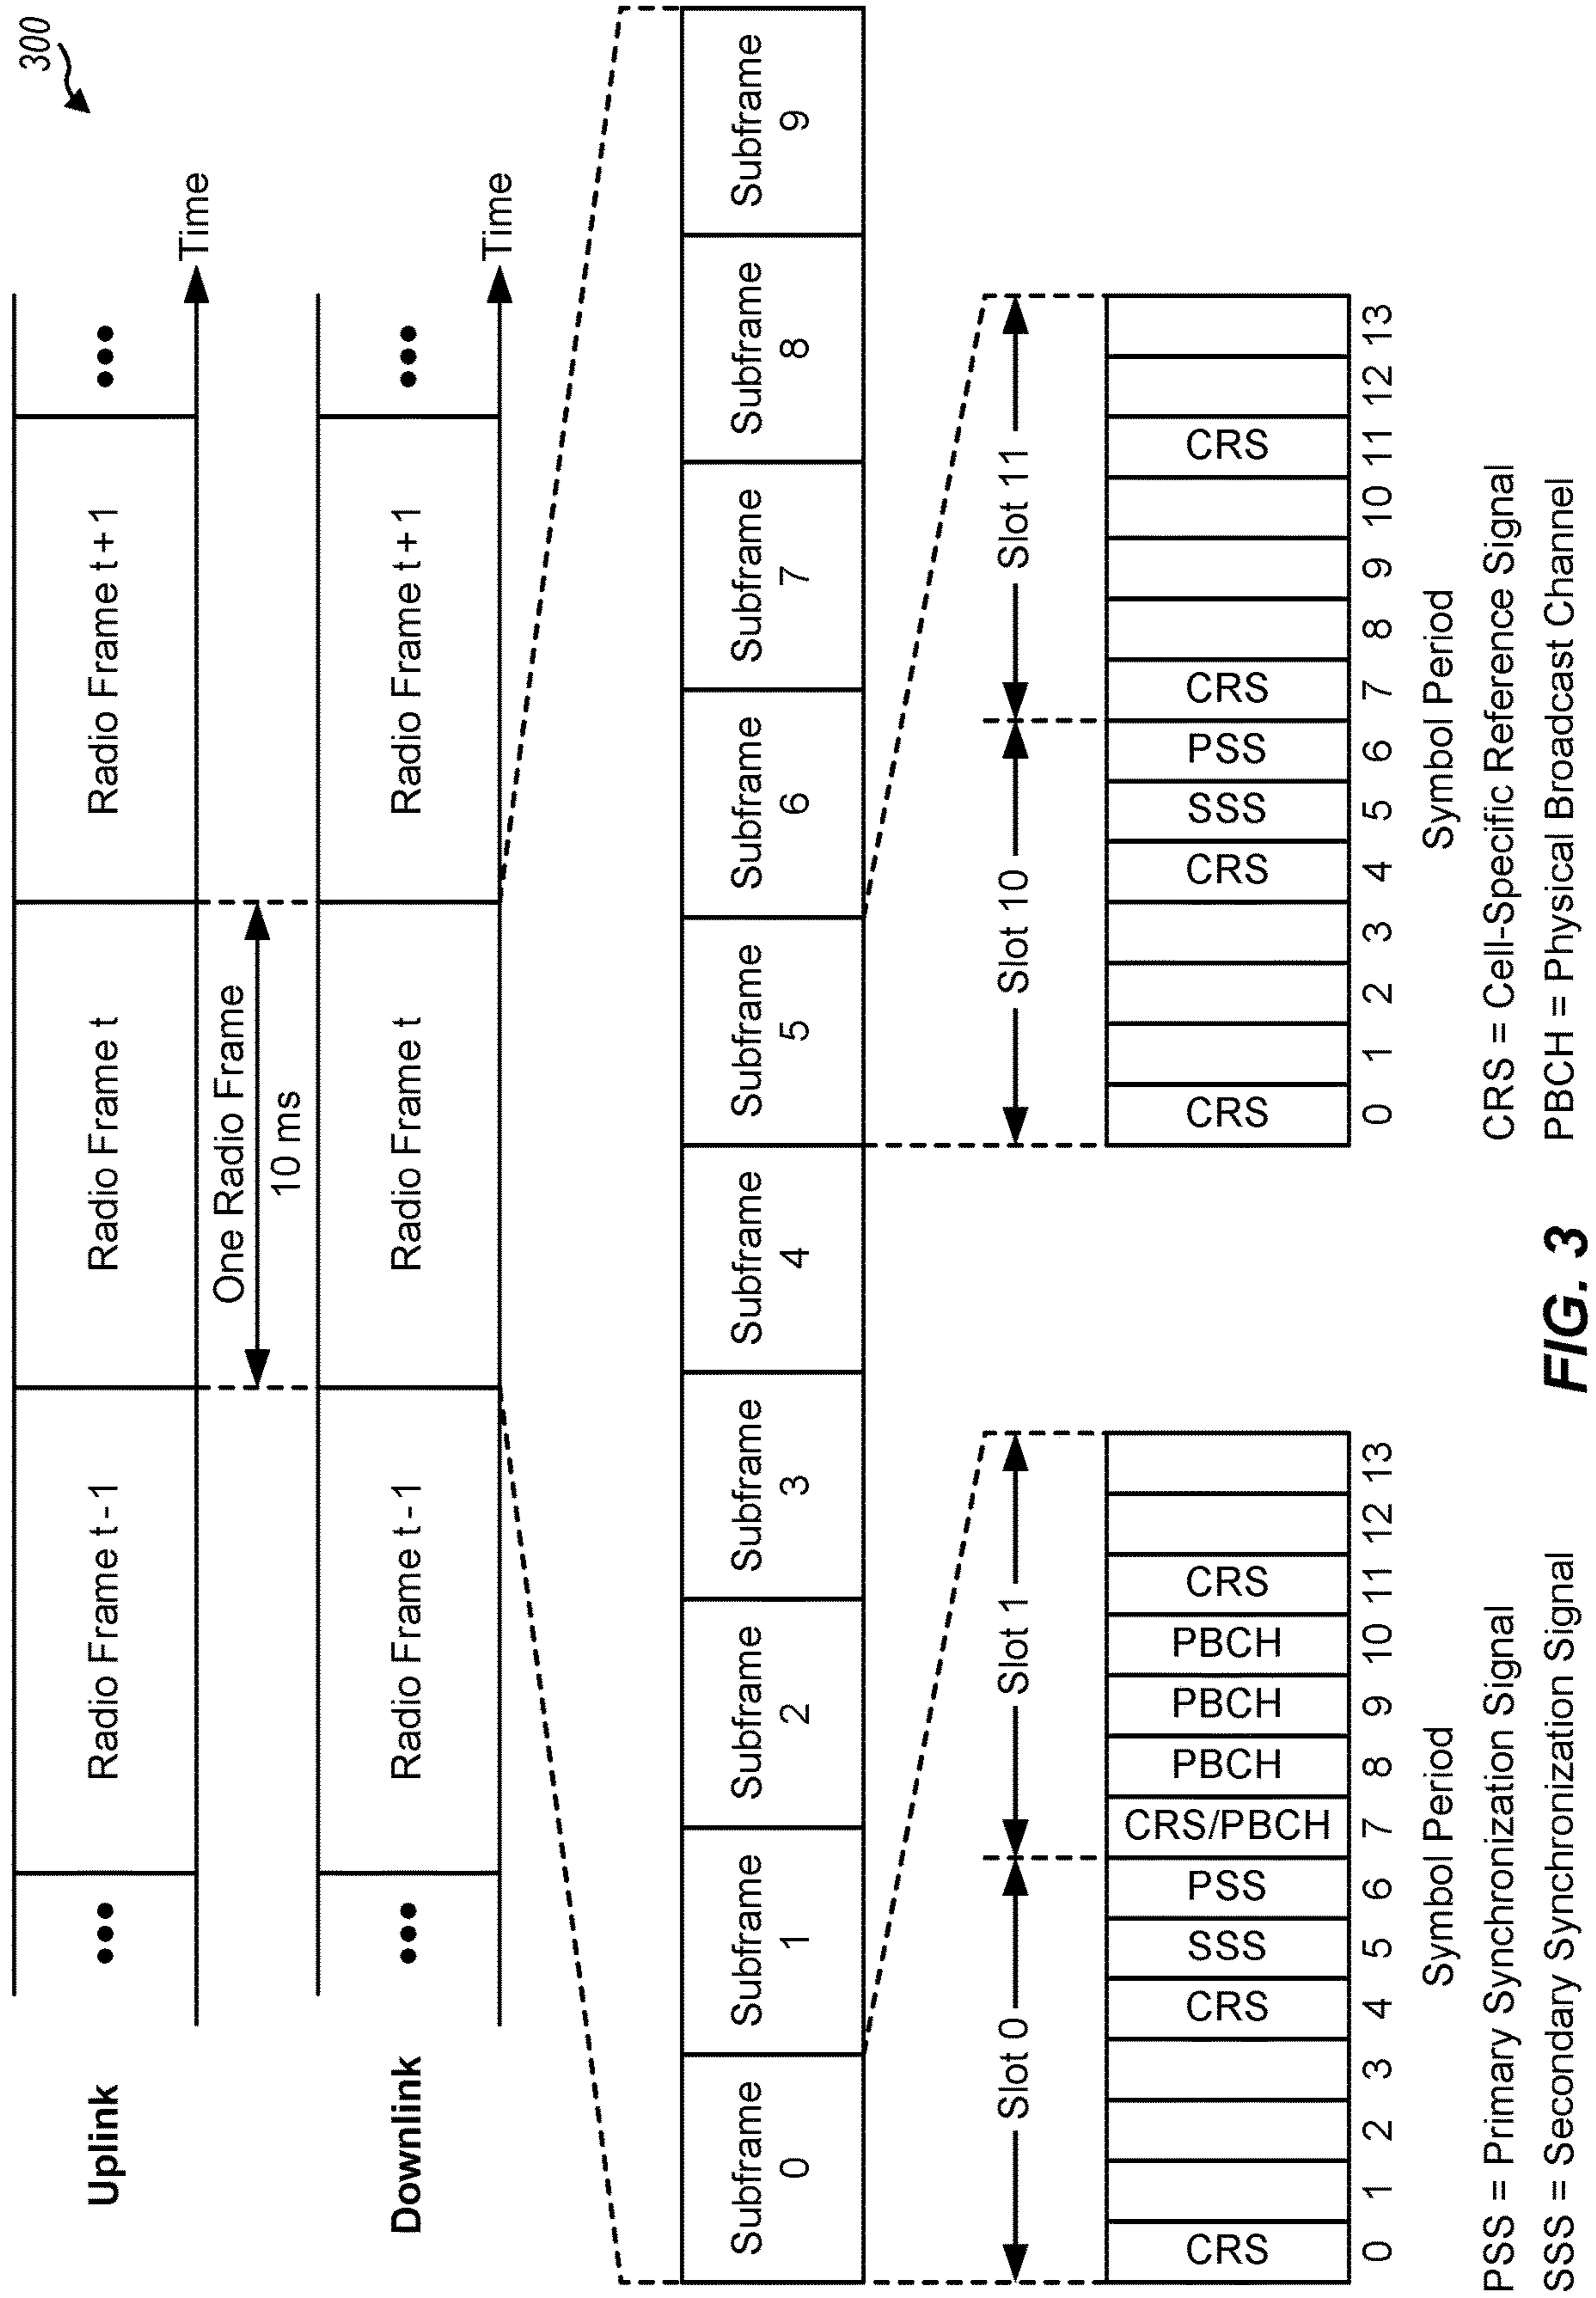 300
Uplink
••• Radio Frame t - 1 Radio Frame t Radio Frame t + 1 •••
Time
One Radio Frame
10 ms
Downlink
••• Radio Frame t - 1 Radio Frame t Radio Frame t + 1 •••
Time
Subframe Subframe Subframe Subframe Subframe Subframe Subframe Subframe Subframe Subframe
0 1 2 3 4 5 6 7 8 9
Slot 0 Slot 1
CRS CRS SSS PSS CRS/PBCH PBCH PBCH PBCH CRS
0 1 2 3 4 5 6 7 8 9 10 11 12 13
Symbol Period
Slot 10 Slot 11
CRS CRS SSS PSS CRS CRS
0 1 2 3 4 5 6 7 8 9 10 11 12 13
Symbol Period
PSS = Primary Synchronization Signal
SSS = Secondary Synchronization Signal
CRS = Cell-Specific Reference Signal
PBCH = Physical Broadcast Channel
FIG. 3